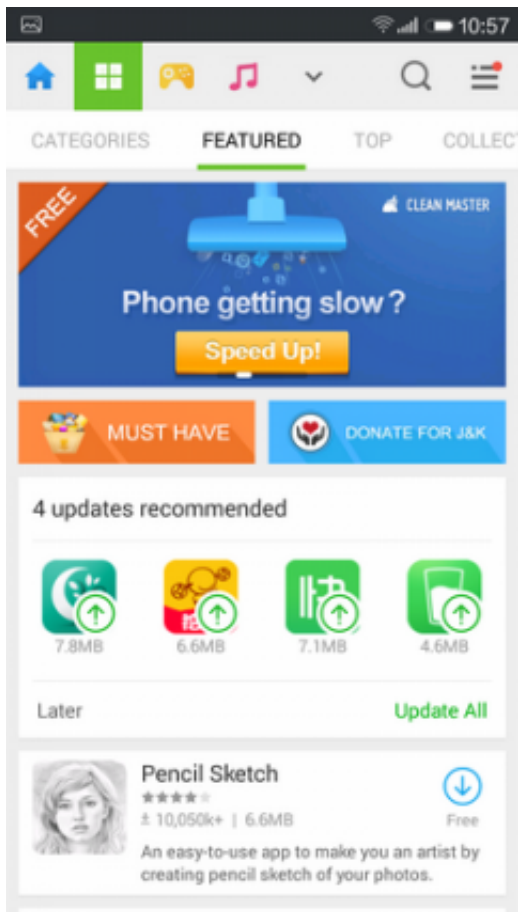 10:57
CATEGORIES FEATURED TOP COLLEC
FREE
CLEAN MASTER
Phone getting slow?
Speed Up!
MUST HAVE
DONATE FOR J&K
4 updates recommended
7.8MB 6.6MB 7.1MB 4.6MB
Later Update All
Pencil Sketch
10,050k+ | 6.6MB
Free
An easy-to-use app to make you an artist by
creating pencil sketch of your photos.